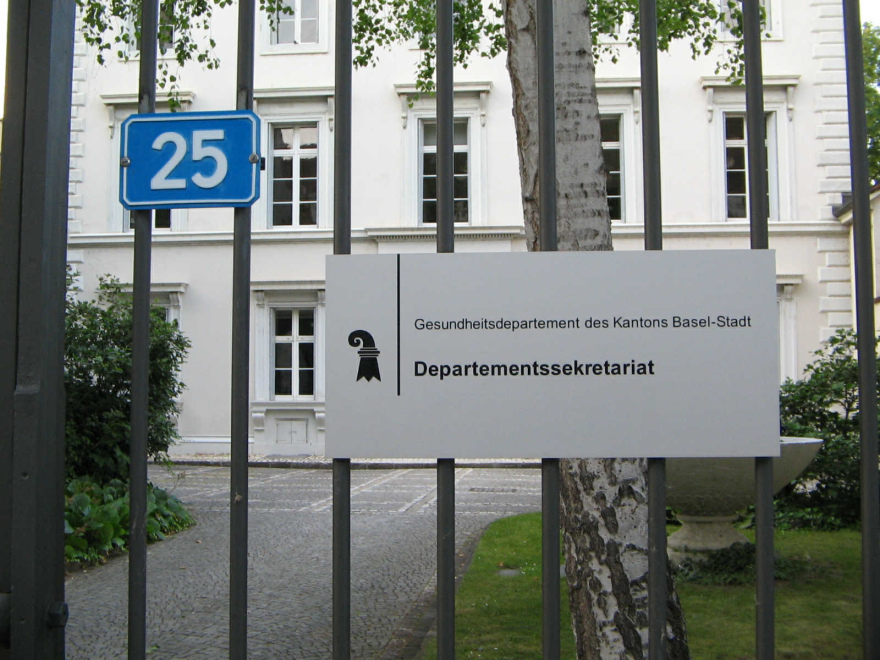 25
Gesundheitsdepartement des Kantons Basel-Stadt
Departementssekretariat